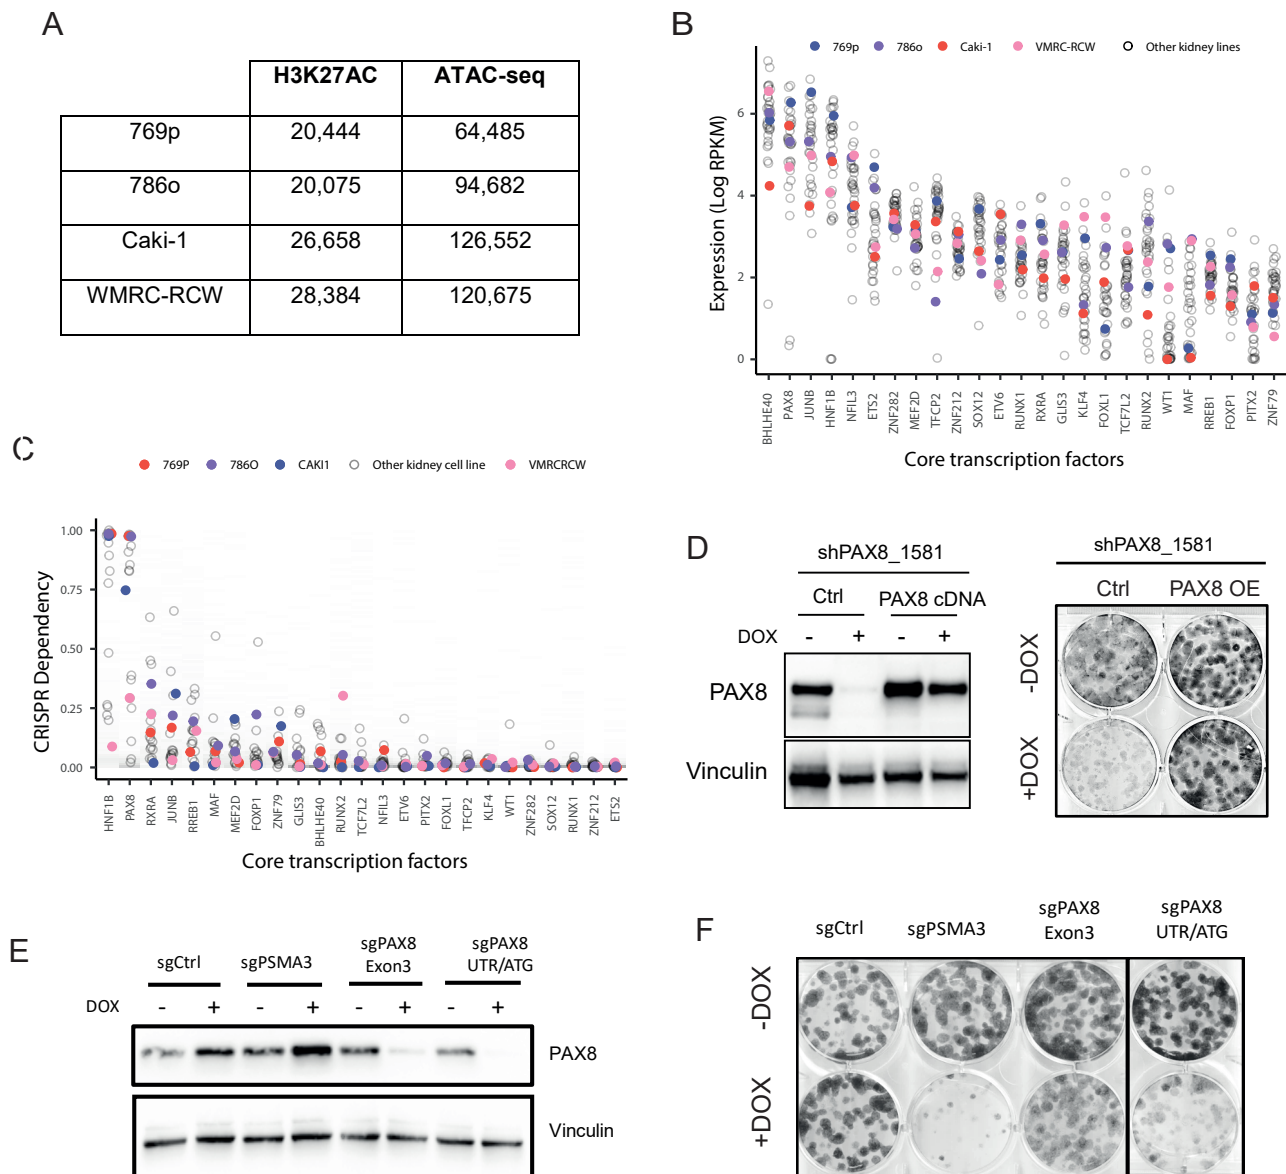 A
H3K27AC ATAC-seq
769p 20,444 64,485
786o 20,075 94,682
Caki-1 26,658 126,552
WMRC-RCW 28,384 120,675
B
769p 786o Caki-1 VMRC-RCW Other kidney lines
Expression (Log RPKM)
6
4
2
0
BHLHE40 PAX8 JUNB HNF1B NFIL3 ETS2 ZNF282 MEF2D TFCP2 ZNF212 SOX12 ETV6 RUNX1 RXRA GLIS3 KLF4 FOXL1 TCF7L2 RUNX2 WT1 MAF RREB1 FOXP1 PITX2 ZNF79
Core transcription factors
C
769P 786O CAKI1 Other kidney cell line VMRCRCW
CRISPR Dependency
1.00
0.75
0.50
0.25
0.00
HNF1B PAX8 RXRA JUNB RREB1 MAF MEF2D FOXP1 ZNF79 GLIS3 BHLHE40 RUNX2 TCF7L2 NFIL3 ETV6 PITX2 FOXL1 TFCP2 KLF4 WT1 ZNF282 SOX12 RUNX1 ZNF212 ETS2
Core transcription factors
D
shPAX8_1581
Ctrl PAX8 cDNA
DOX - + - +
PAX8
Vinculin
shPAX8_1581
Ctrl PAX8 OE
-DOX
+DOX
E
sgCtrl sgPSMA3 sgPAX8 Exon3 sgPAX8 UTR/ATG
DOX - + - + - + - +
PAX8
Vinculin
F
sgCtrl sgPSMA3 sgPAX8 Exon3 sgPAX8 UTR/ATG
-DOX
+DOX